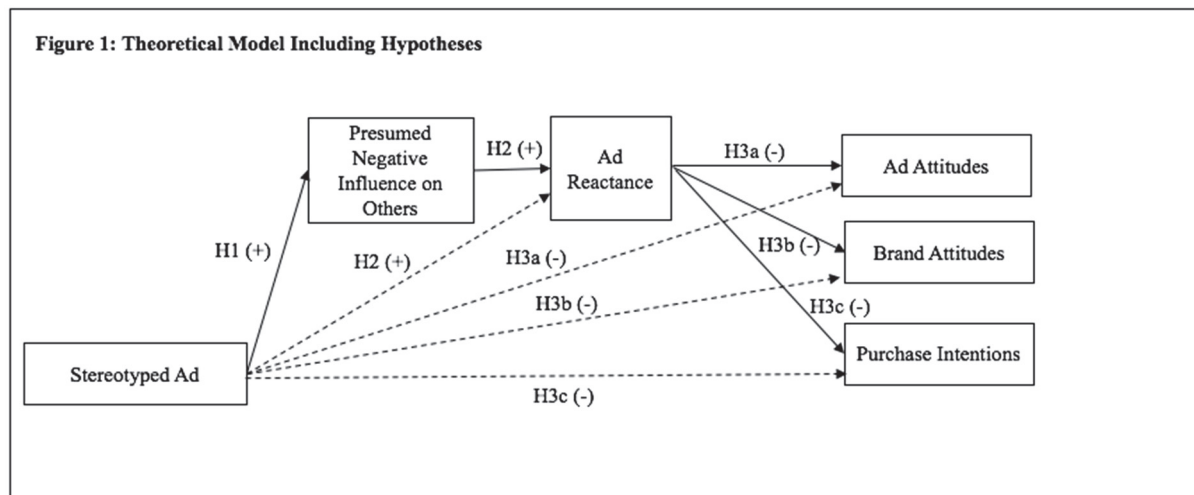 Figure 1: Theoretical Model Including Hypotheses
Presumed
Negative
Influence on
Others
H2 (+)
Ad
Reactance
H3a (-)
Ad Attitudes
H1 (+)
H2 (+)
H3a (-)
H3b (-)
Brand Attitudes
H3b (-)
H3c (-)
Stereotyped Ad
Purchase Intentions
H3c (-)